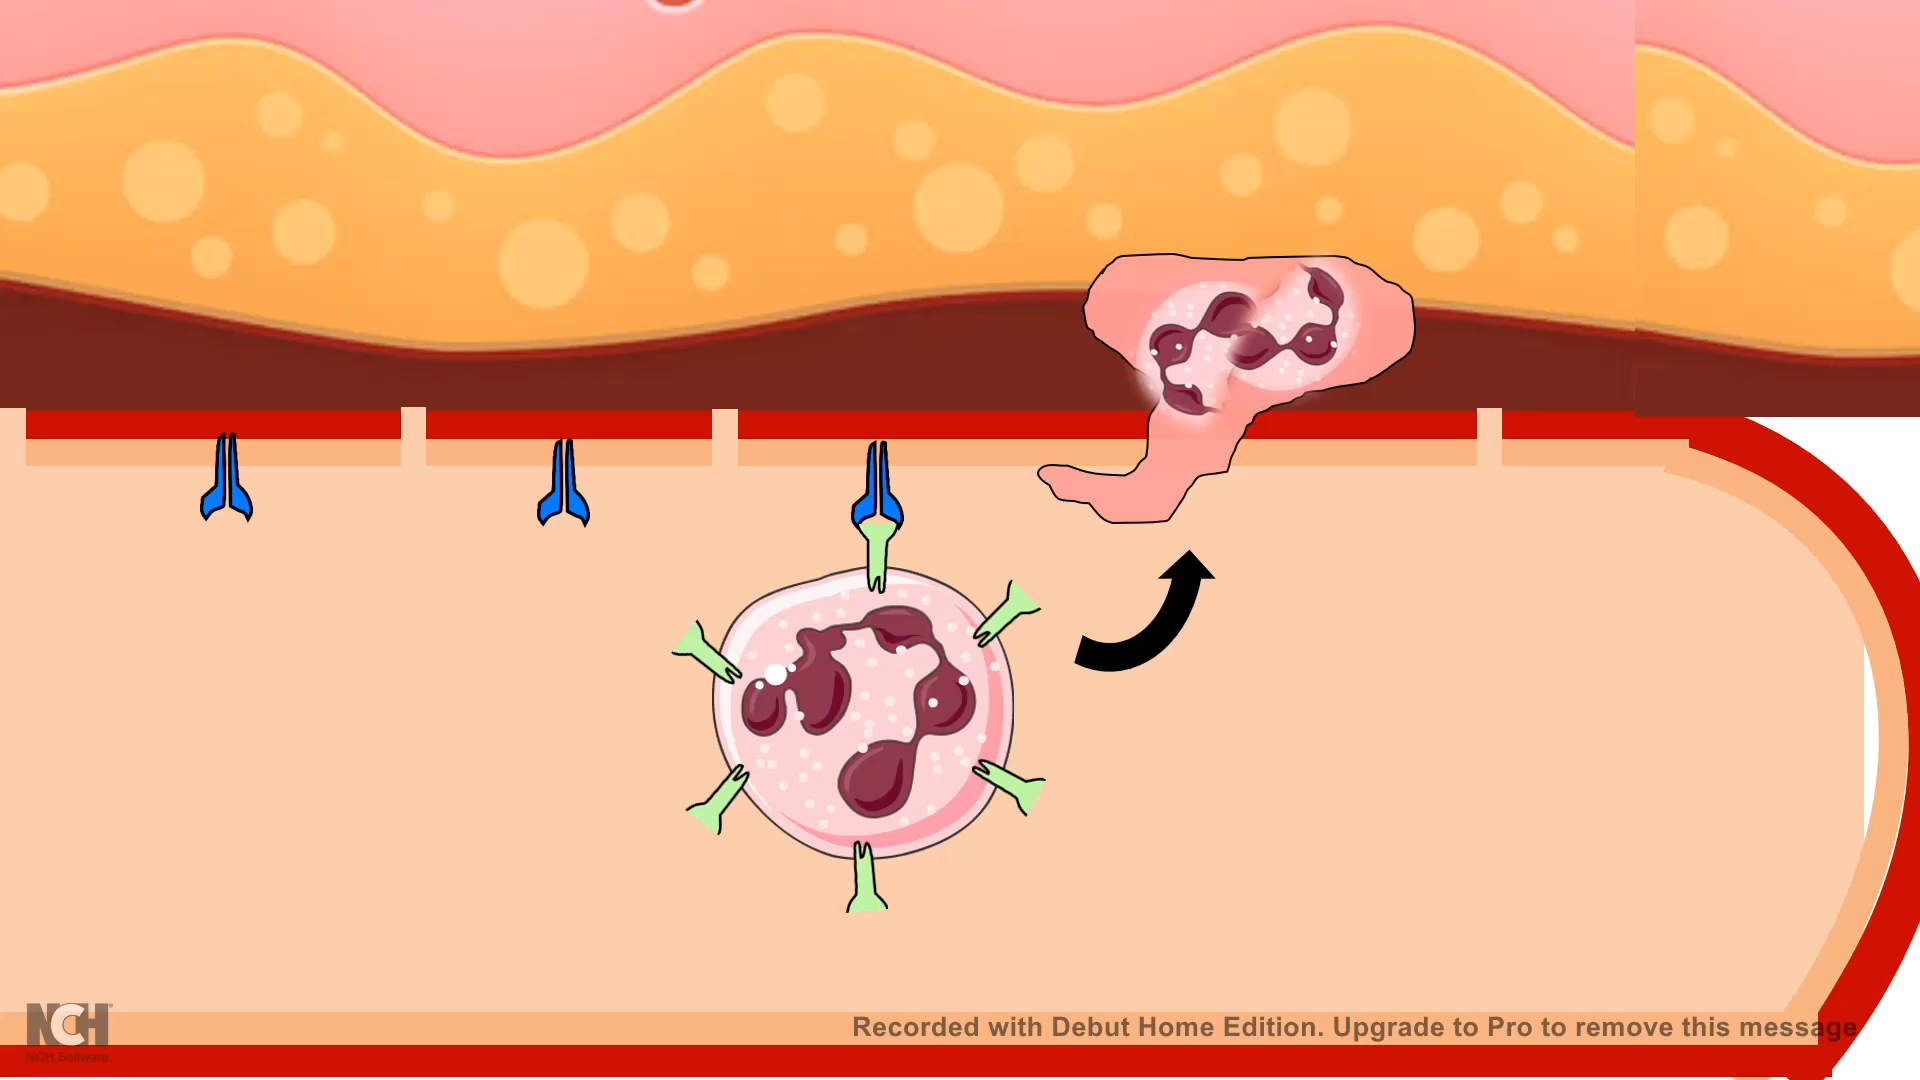 NCH
NCH Software
Recorded with Debut Home Edition. Upgrade to Pro to remove this message